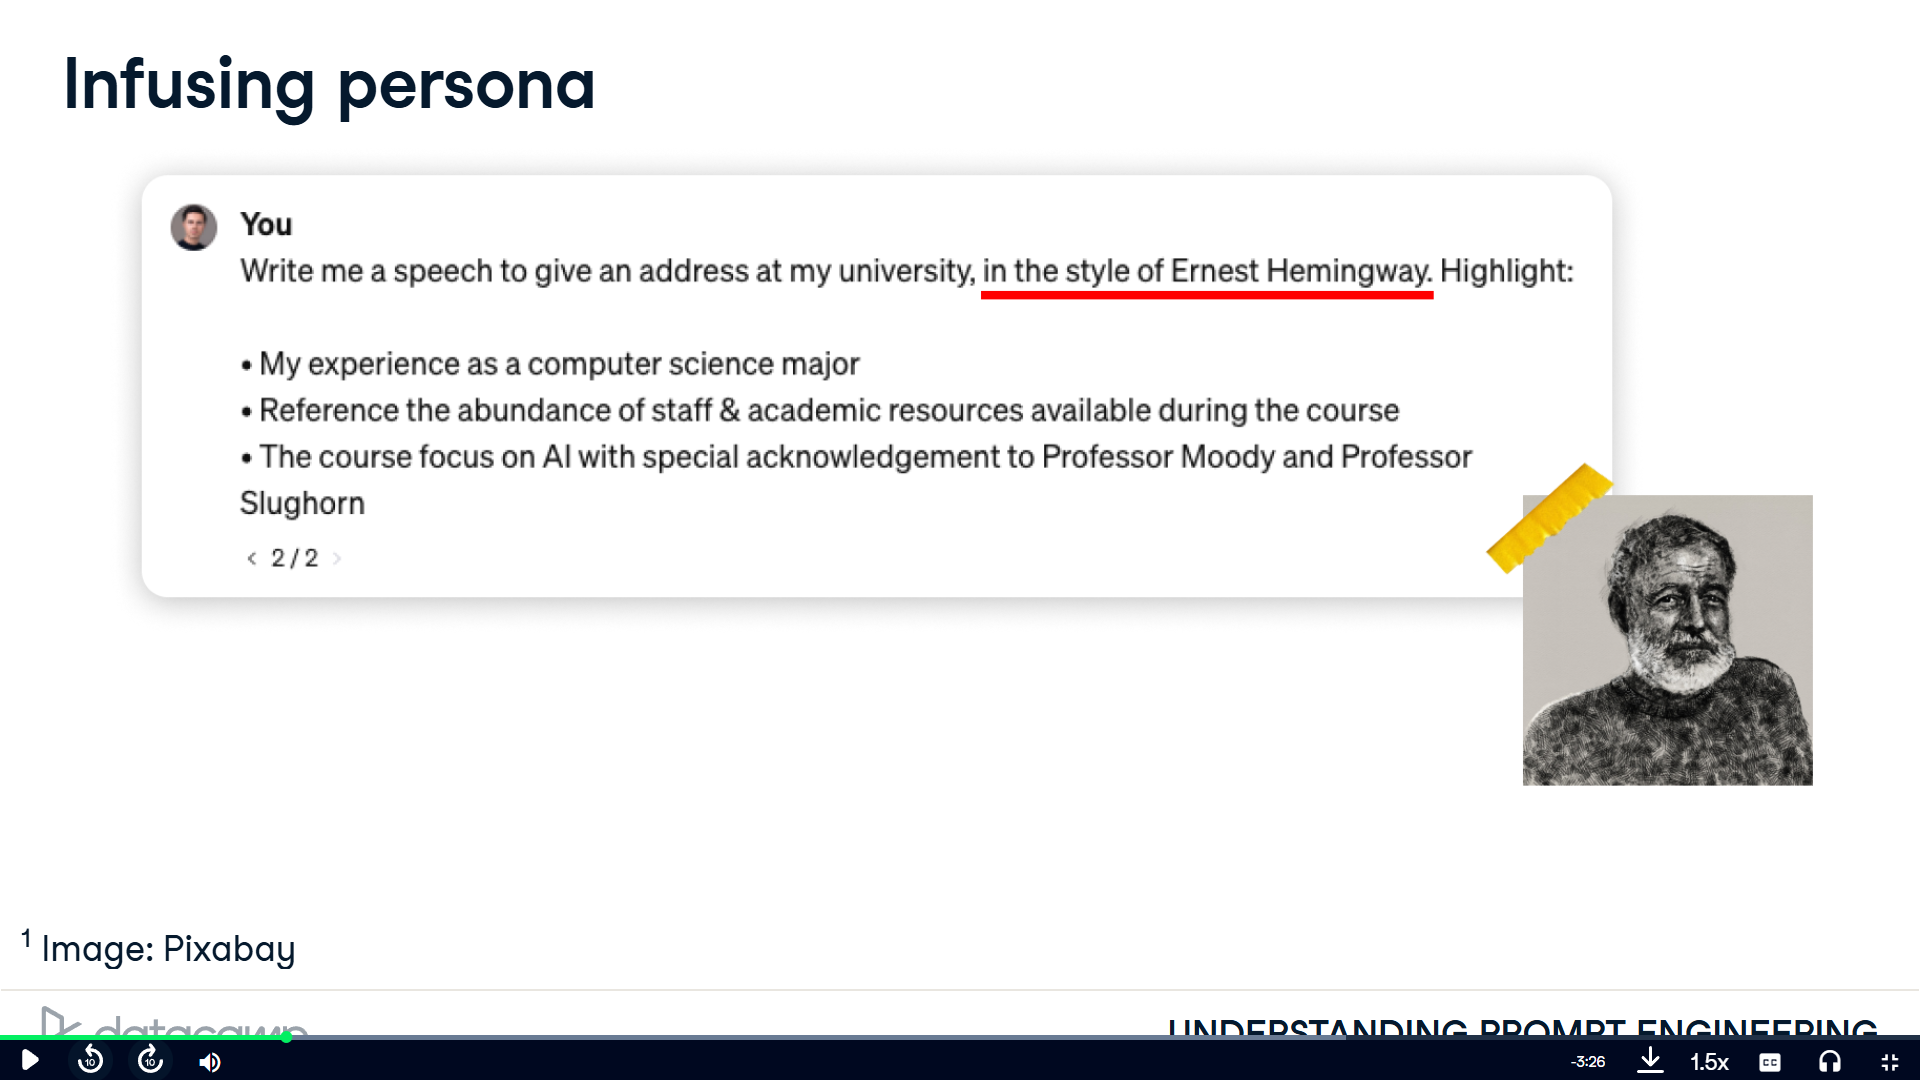 Infusing persona
You
Write me a speech to give an address at my university, in the style of Ernest Hemingway. Highlight:
• My experience as a computer science major
• Reference the abundance of staff & academic resources available during the course
• The course focus on AI with special acknowledgement to Professor Moody and Professor
Slughorn
< 2 / 2 >
1 Image: Pixabay
datacamp
UNDERSTANDING PROMPT ENGINEERING
10
10
-3:26
1.5x
CC